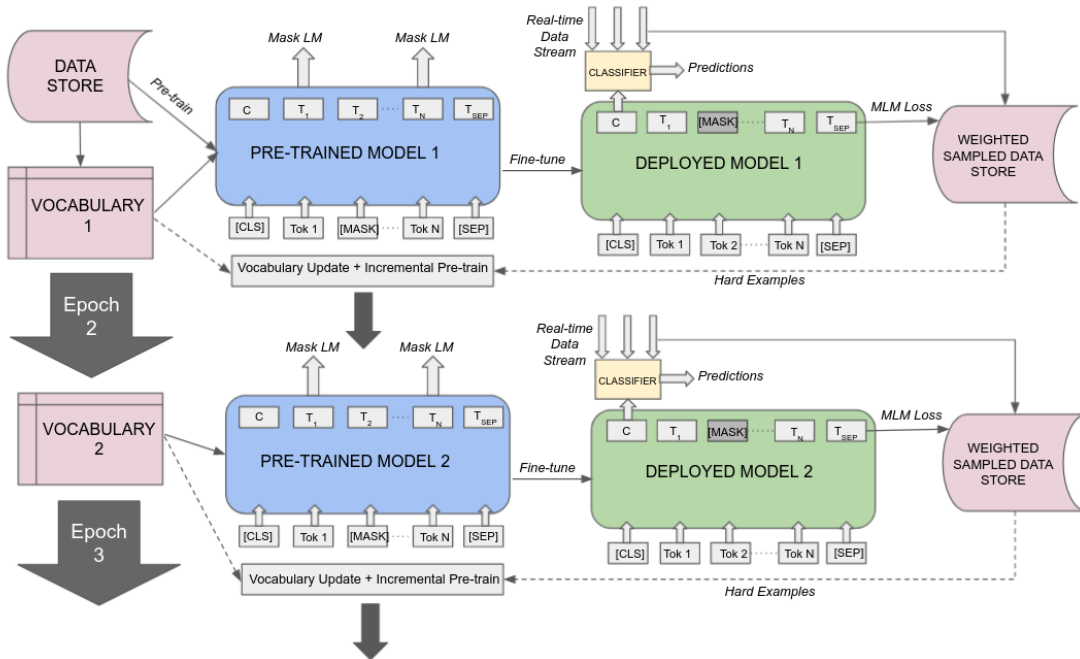 DATA
STORE
Pre-train
VOCABULARY
1
Mask LM
Mask LM
C
T1
T2
TN
TSEP
PRE-TRAINED MODEL 1
[CLS]
Tok 1
[MASK]
Tok N
[SEP]
Fine-tune
Real-time
Data
Stream
CLASSIFIER
Predictions
C
T1
[MASK]
TN
TSEP
DEPLOYED MODEL 1
[CLS]
Tok 1
Tok 2
Tok N
[SEP]
MLM Loss
WEIGHTED
SAMPLED DATA
STORE
Vocabulary Update + Incremental Pre-train
Hard Examples
Epoch
2
VOCABULARY
2
Mask LM
Mask LM
C
T1
T2
TN
TSEP
PRE-TRAINED MODEL 2
[CLS]
Tok 1
[MASK]
Tok N
[SEP]
Fine-tune
Real-time
Data
Stream
CLASSIFIER
Predictions
C
T1
[MASK]
TN
TSEP
DEPLOYED MODEL 2
[CLS]
Tok 1
Tok 2
Tok N
[SEP]
MLM Loss
WEIGHTED
SAMPLED DATA
STORE
Epoch
3
Vocabulary Update + Incremental Pre-train
Hard Examples